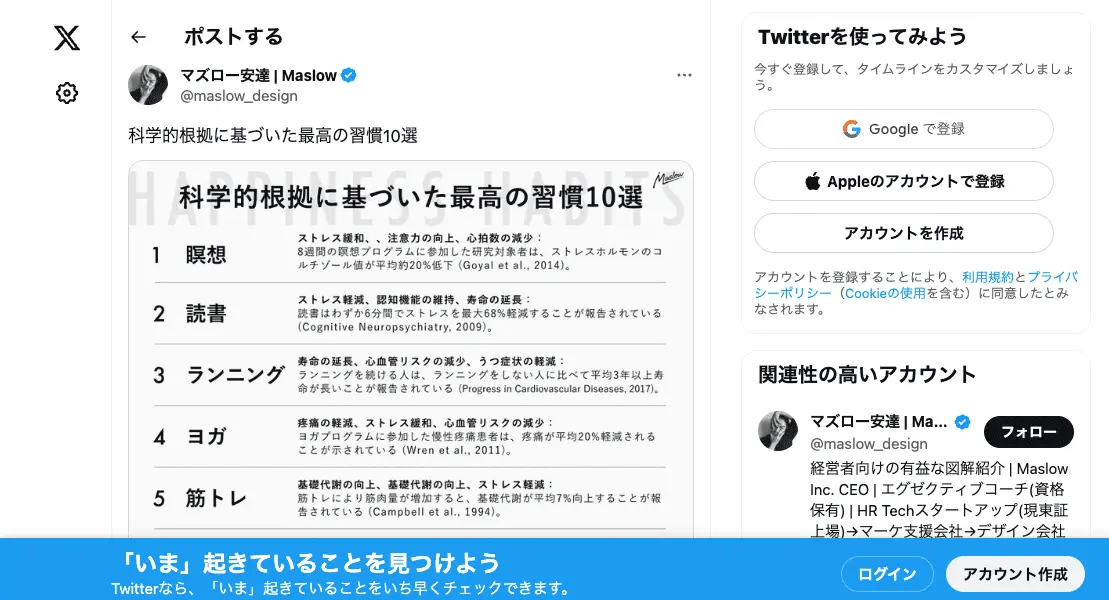 ポストする
マズロー安達 | Maslow
@maslow_design
科学的根拠に基づいた最高の習慣10選
HAPPINESS HABITS
科学的根拠に基づいた最高の習慣10選
Maslow
1 瞑想
ストレス緩和、、注意力の向上、心拍数の減少：
8週間の瞑想プログラムに参加した研究対象者は、ストレスホルモンのコ
ルチゾール値が平均約20%低下 (Goyal et al., 2014)。
2 読書
ストレス軽減、認知機能の維持、寿命の延長：
読書はわずか6分間でストレスを最大68%軽減することが報告されている
(Cognitive Neuropsychiatry, 2009)。
3 ランニング
寿命の延長、心血管リスクの減少、うつ症状の軽減：
ランニングを続ける人は、ランニングをしない人に比べて平均3年以上寿
命が長いことが報告されている (Progress in Cardiovascular Diseases, 2017)。
4 ヨガ
疼痛の軽減、ストレス緩和、心血管リスクの減少：
ヨガプログラムに参加した慢性疼痛患者は、疼痛が平均20%軽減される
ことが示されている (Wren et al., 2011)。
5 筋トレ
基礎代謝の向上、基礎代謝の向上、ストレス軽減：
筋トレにより筋肉量が増加すると、基礎代謝が平均7%向上することが報
告されている (Campbell et al., 1994)。
Twitterを使ってみよう
今すぐ登録して、タイムラインをカスタマイズしましょ
う。
Google で登録
Appleのアカウントで登録
アカウントを作成
アカウントを登録することにより、利用規約とプライバ
シーポリシー（Cookieの使用を含む）に同意したとみ
なされます。
関連性の高いアカウント
マズロー安達 | Ma...
@maslow_design
フォロー
経営者向けの有益な図解紹介 | Maslow
Inc. CEO | エグゼクティブコーチ(資格
保有) | HR Techスタートアップ(現東証
上場)→マーケ支援会社→デザイン会社
「いま」起きていることを見つけよう
Twitterなら、「いま」起きていることをいち早くチェックできます。
ログイン
アカウント作成